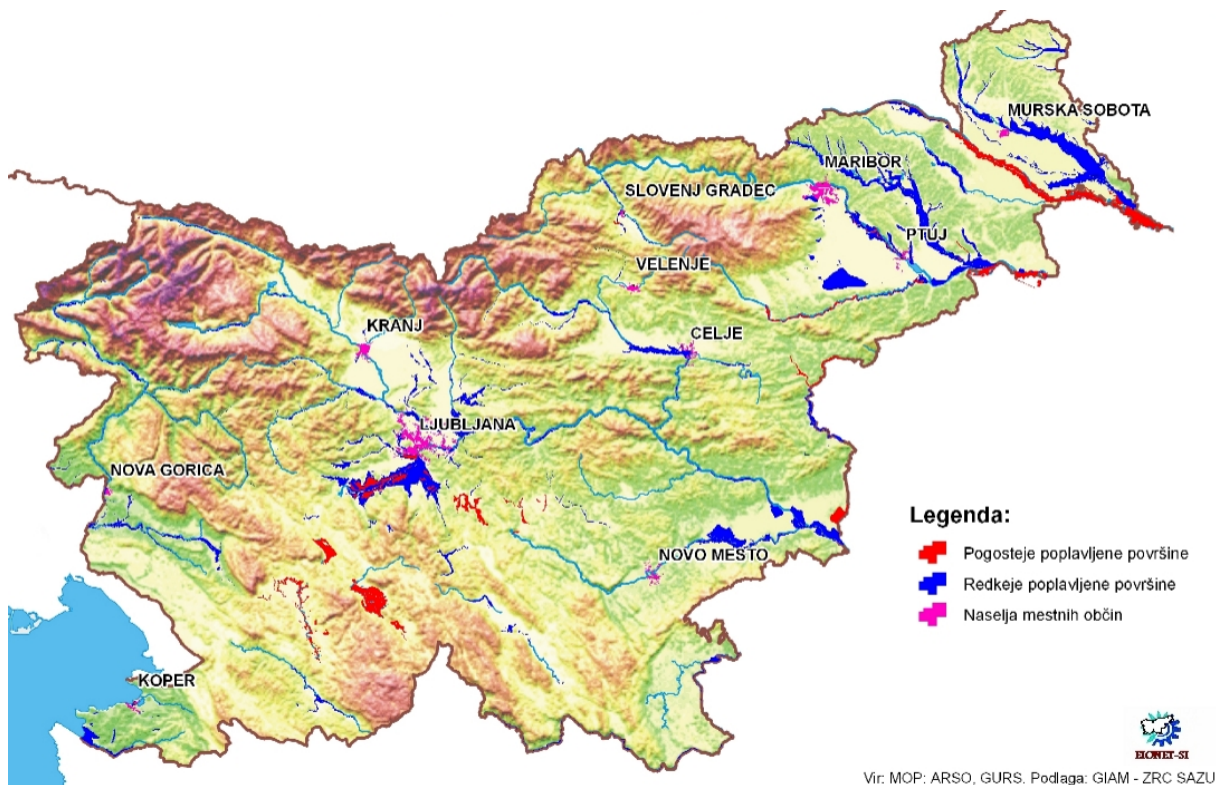 MURSKA SOBOTA
MARIBOR
SLOVENJ GRADEC
PTUJ
VELENJE
KRANJ
CELJE
LJUBLJANA
NOVA GORICA
NOVO MESTO
KOPER
Legenda:
Pogosteje poplavljene površine
Redkeje poplavljene površine
Naselja mestnih občin
EIONET-SI
Vir: MOP: ARSO, GURS. Podlaga: GIAM - ZRC SAZU